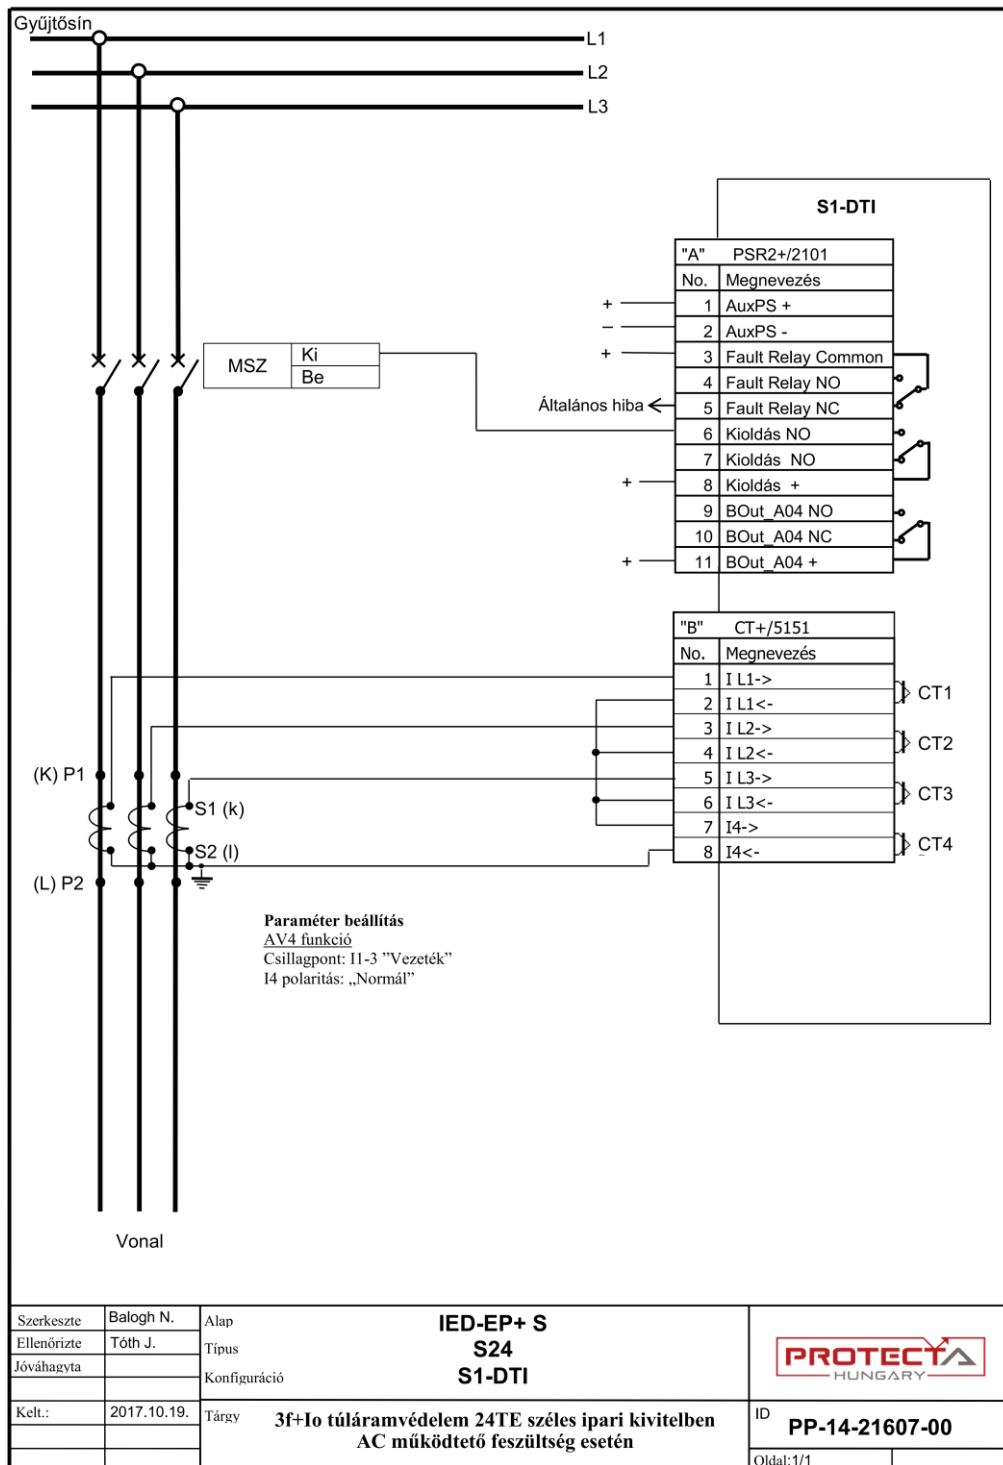 Gyűjtősín
L1
L2
L3
S1-DTI
"A" PSR2+/2101
No. Megnevezés
+ 1 AuxPS +
– 2 AuxPS -
+ 3 Fault Relay Common
4 Fault Relay NO
Általános hiba 5 Fault Relay NC
6 Kioldás NO
7 Kioldás NO
+ 8 Kioldás +
9 BOut_A04 NO
10 BOut_A04 NC
+ 11 BOut_A04 +
MSZ Ki
Be
"B" CT+/5151
No. Megnevezés
1 I L1->
2 I L1<-
CT1
3 I L2->
4 I L2<-
CT2
5 I L3->
6 I L3<-
CT3
7 I4->
8 I4<-
CT4
(K) P1
S1 (k)
S2 (l)
(L) P2
Paraméter beállítás
AV4 funkció
Csillagpont: I1-3 ”Vezeték”
I4 polaritás: „Normál”
Vonal
Szerkeszte Balogh N.
Ellenőrizte Tóth J.
Jóváhagyta
Kelt.: 2017.10.19.
Alap IED-EP+ S
Típus S24
Konfiguráció S1-DTI
Tárgy 3f+Io túláramvédelem 24TE széles ipari kivitelben
AC működtető feszültség esetén
PROTECTA
HUNGARY
ID PP-14-21607-00
Oldal:1/1